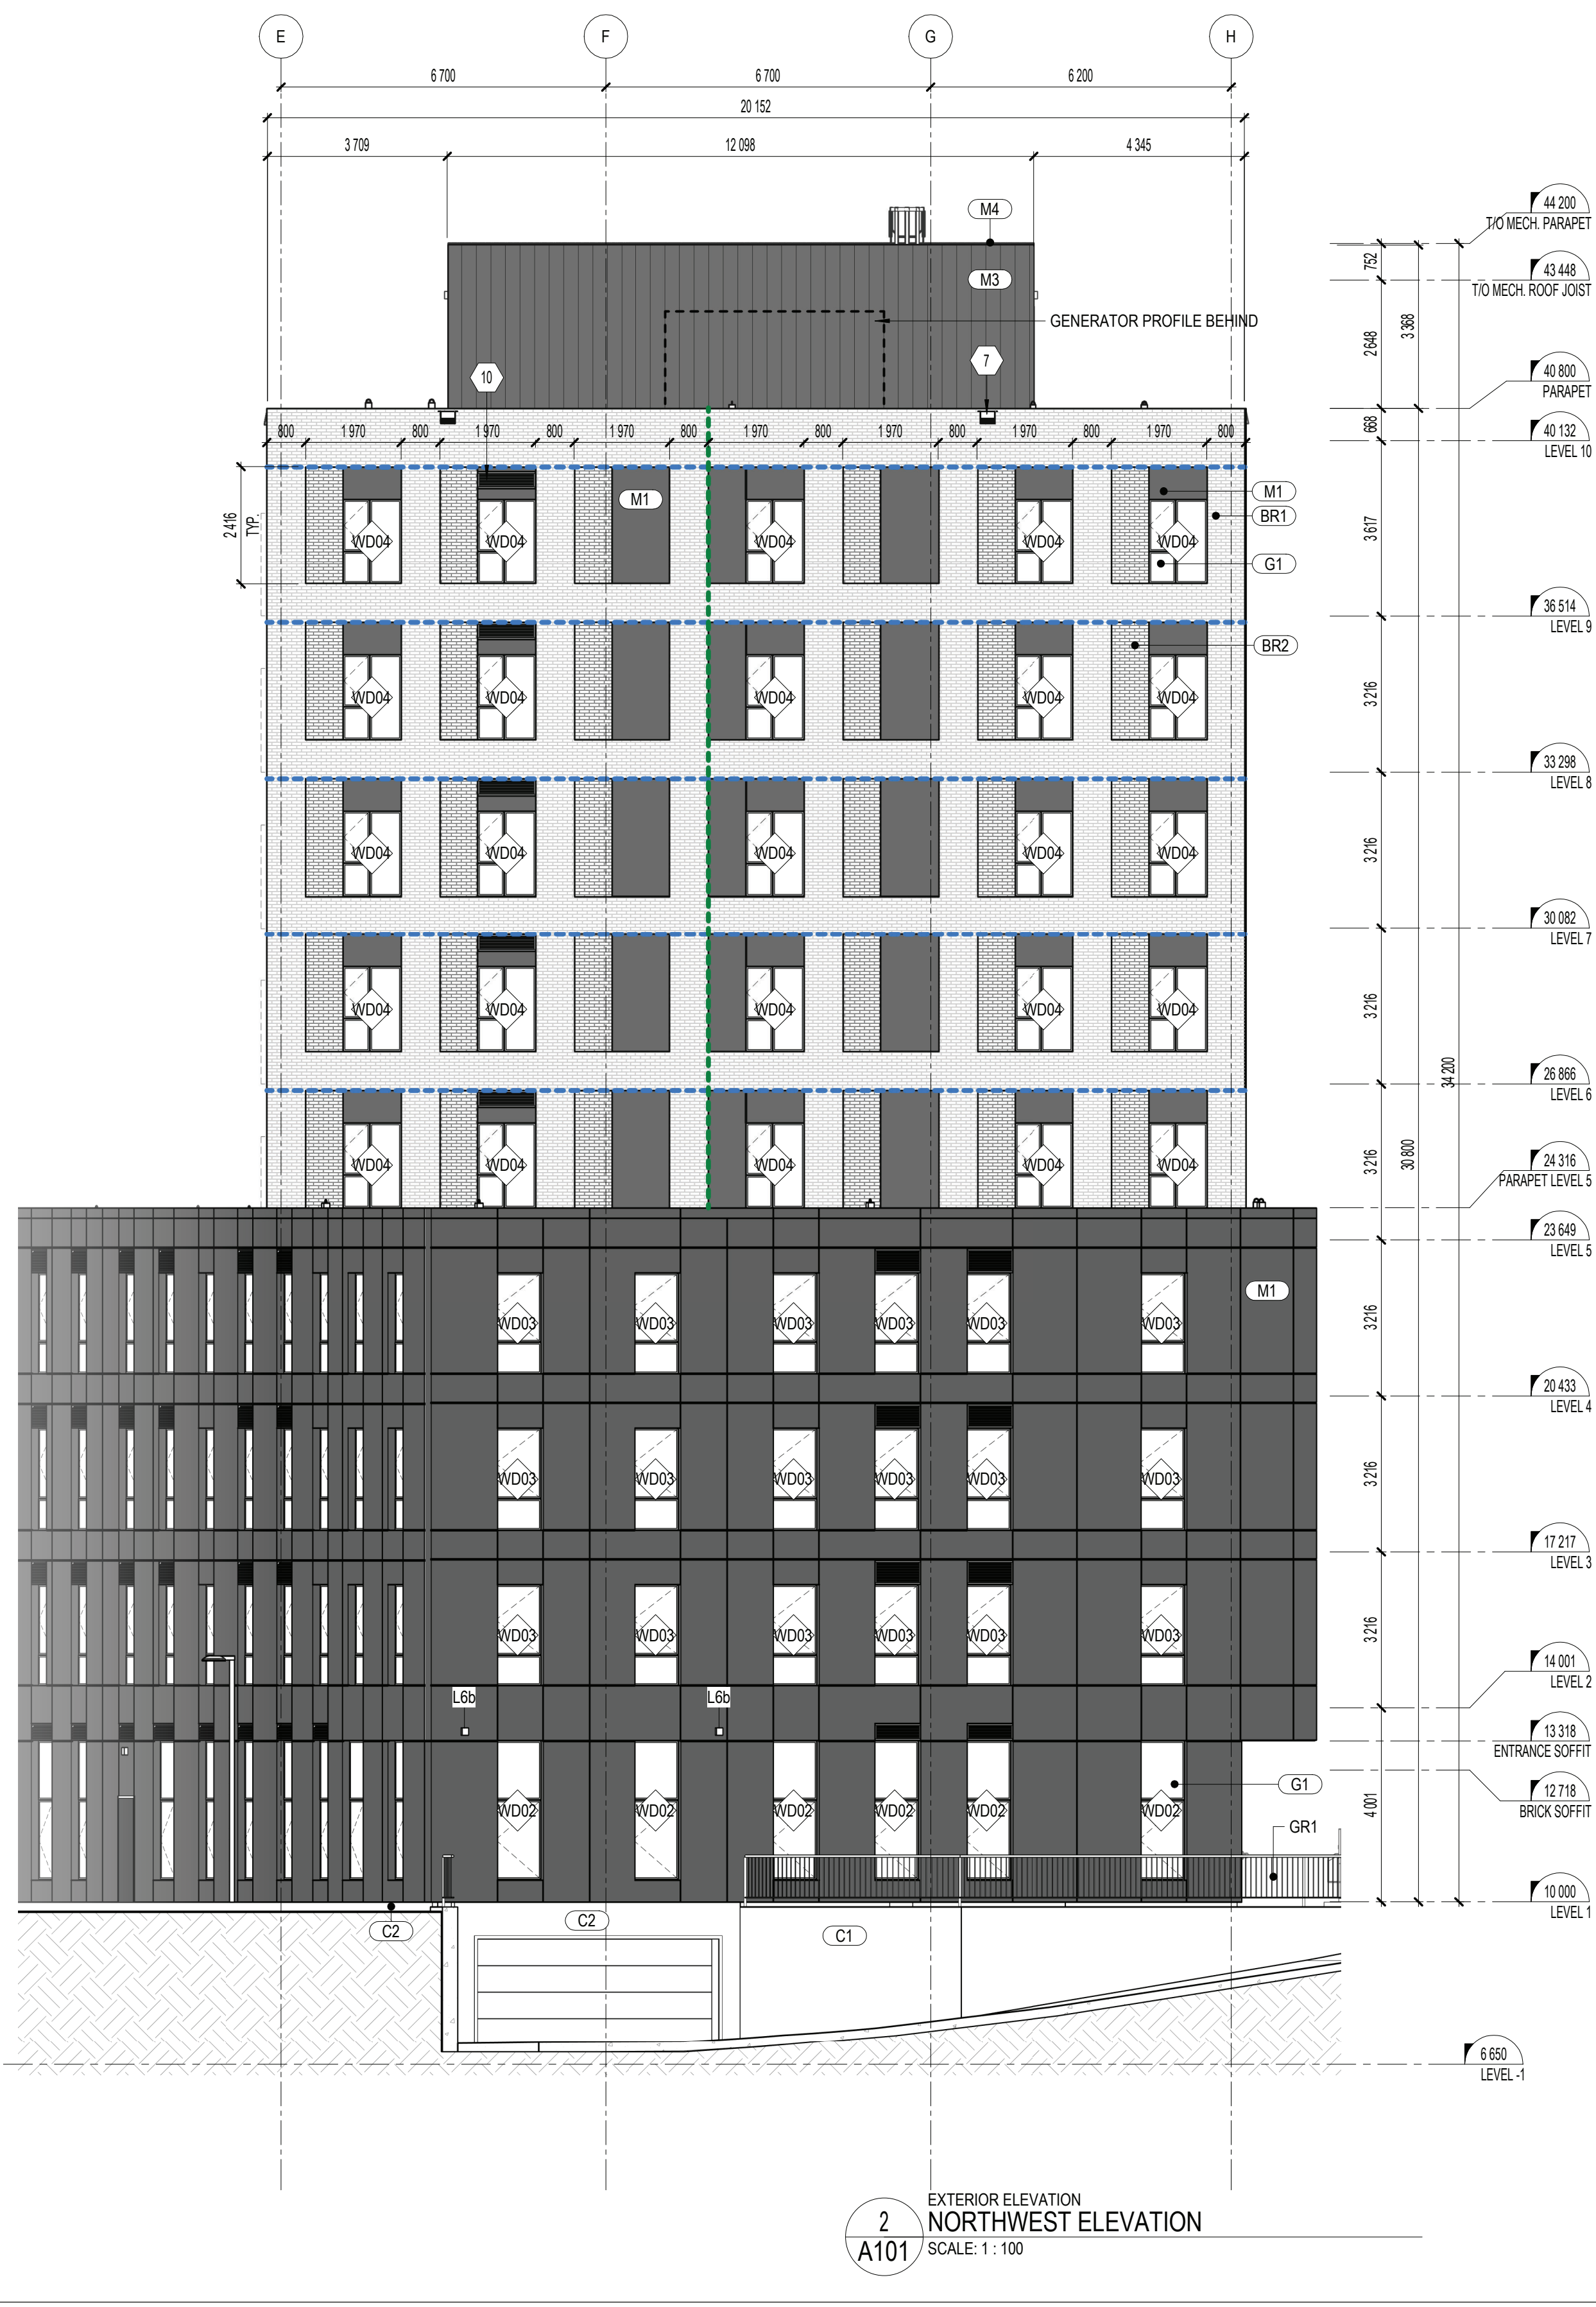 E
F
G
H
6 700
6 700
6 200
20 152
3 709
12 098
4 345
M4
M3
GENERATOR PROFILE BEHIND
10
7
44 200
T/O MECH. PARAPET
752
43 448
T/O MECH. ROOF JOIST
2 648
3 368
40 800
PARAPET
668
40 132
LEVEL 10
800
1 970
800
1 970
800
1 970
800
1 970
800
1 970
800
1 970
800
1 970
800
2 416
TYP.
M1
M1
BR1
G1
WD04
WD04
WD04
WD04
WD04
3 617
36 514
LEVEL 9
BR2
WD04
WD04
WD04
WD04
WD04
3 216
33 298
LEVEL 8
WD04
WD04
WD04
WD04
WD04
3 216
30 082
LEVEL 7
WD04
WD04
WD04
WD04
WD04
3 216
34 200
26 866
LEVEL 6
WD04
WD04
WD04
WD04
WD04
3 216
30 800
24 316
PARAPET LEVEL 5
23 649
LEVEL 5
M1
WD03
WD03
WD03
WD03
WD03
WD03
3 216
20 433
LEVEL 4
WD03
WD03
WD03
WD03
WD03
WD03
3 216
17 217
LEVEL 3
WD03
WD03
WD03
WD03
WD03
WD03
3 216
14 001
LEVEL 2
L6b
L6b
13 318
ENTRANCE SOFFIT
G1
12 718
BRICK SOFFIT
WD02
WD02
WD02
WD02
WD02
WD02
4 001
GR1
10 000
LEVEL 1
C2
C2
C1
6 650
LEVEL -1
2
A101
EXTERIOR ELEVATION
NORTHWEST ELEVATION
SCALE: 1 : 100